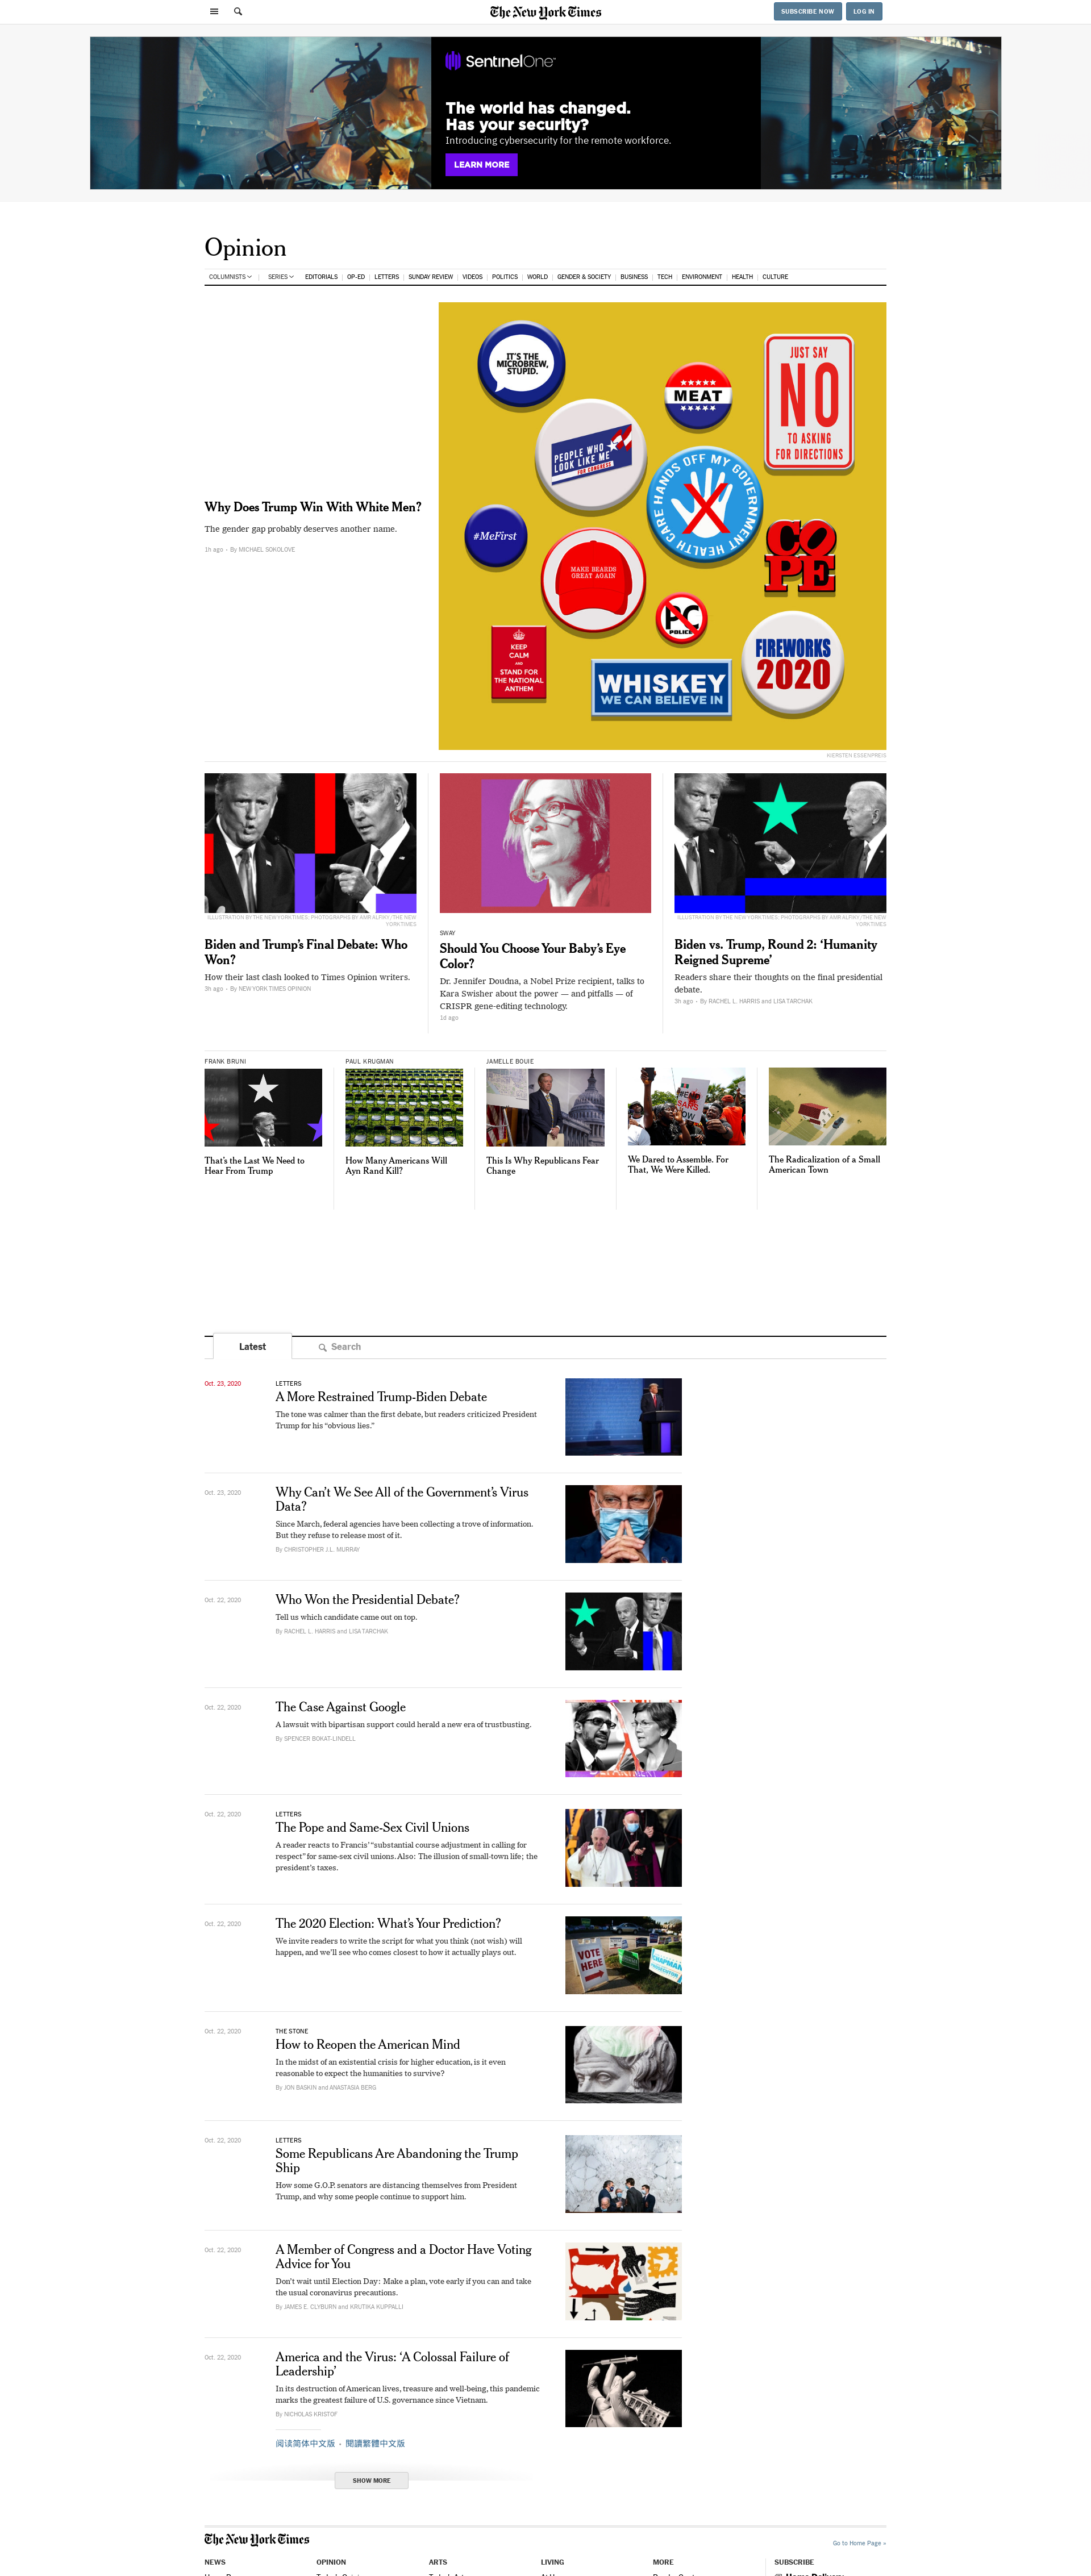 The New York Times
SUBSCRIBE NOW
LOG IN
SentinelOne
The world has changed.
Has your security?
Introducing cybersecurity for the remote workforce.
LEARN MORE
Opinion
COLUMNISTS
SERIES
EDITORIALS
OP-ED
LETTERS
SUNDAY REVIEW
VIDEOS
POLITICS
WORLD
GENDER & SOCIETY
BUSINESS
TECH
ENVIRONMENT
HEALTH
CULTURE
Why Does Trump Win With White Men?
The gender gap probably deserves another name.
1h ago • By MICHAEL SOKOLOVE
IT'S THE
MICROBREW,
STUPID.
MEAT
JUST SAY
NO
TO ASKING
FOR DIRECTIONS
PEOPLE WHO
LOOK LIKE ME
FOR CONGRESS
HANDS OFF MY GOVERNMENT
HEALTH CARE
#MeFirst
MAKE BEARDS
GREAT AGAIN
COPE
PC
POLICE
KEEP
CALM
AND
STAND FOR
THE NATIONAL
ANTHEM
WHISKEY
WE CAN BELIEVE IN
FIREWORKS
2020
KIERSTEN ESSENPREIS
ILLUSTRATION BY THE NEW YORK TIMES; PHOTOGRAPHS BY AMR ALFIKY/THE NEW
YORK TIMES
Biden and Trump's Final Debate: Who
Won?
How their last clash looked to Times Opinion writers.
3h ago • By NEW YORK TIMES OPINION
SWAY
Should You Choose Your Baby's Eye
Color?
Dr. Jennifer Doudna, a Nobel Prize recipient, talks to
Kara Swisher about the power — and pitfalls — of
CRISPR gene-editing technology.
1d ago
ILLUSTRATION BY THE NEW YORK TIMES; PHOTOGRAPHS BY AMR ALFIKY/THE NEW
YORK TIMES
Biden vs. Trump, Round 2: ‘Humanity
Reigned Supreme’
Readers share their thoughts on the final presidential
debate.
3h ago • By RACHEL L. HARRIS and LISA TARCHAK
FRANK BRUNI
That's the Last We Need to
Hear From Trump
PAUL KRUGMAN
How Many Americans Will
Ayn Rand Kill?
JAMELLE BOUIE
This Is Why Republicans Fear
Change
END
SARS
NOW
We Dared to Assemble. For
That, We Were Killed.
The Radicalization of a Small
American Town
Latest
Search
Oct. 23, 2020
LETTERS
A More Restrained Trump-Biden Debate
The tone was calmer than the first debate, but readers criticized President
Trump for his “obvious lies.”
Oct. 23, 2020
Why Can't We See All of the Government's Virus
Data?
Since March, federal agencies have been collecting a trove of information.
But they refuse to release most of it.
By CHRISTOPHER J.L. MURRAY
Oct. 22, 2020
Who Won the Presidential Debate?
Tell us which candidate came out on top.
By RACHEL L. HARRIS and LISA TARCHAK
Oct. 22, 2020
The Case Against Google
A lawsuit with bipartisan support could herald a new era of trustbusting.
By SPENCER BOKAT-LINDELL
Oct. 22, 2020
LETTERS
The Pope and Same-Sex Civil Unions
A reader reacts to Francis' “substantial course adjustment in calling for
respect” for same-sex civil unions. Also: The illusion of small-town life; the
president's taxes.
Oct. 22, 2020
The 2020 Election: What's Your Prediction?
We invite readers to write the script for what you think (not wish) will
happen, and we'll see who comes closest to how it actually plays out.
VOTE
HERE
CHAPMAN
Oct. 22, 2020
THE STONE
How to Reopen the American Mind
In the midst of an existential crisis for higher education, is it even
reasonable to expect the humanities to survive?
By JON BASKIN and ANASTASIA BERG
Oct. 22, 2020
LETTERS
Some Republicans Are Abandoning the Trump
Ship
How some G.O.P. senators are distancing themselves from President
Trump, and why some people continue to support him.
Oct. 22, 2020
A Member of Congress and a Doctor Have Voting
Advice for You
Don't wait until Election Day: Make a plan, vote early if you can and take
the usual coronavirus precautions.
By JAMES E. CLYBURN and KRUTIKA KUPPALLI
Oct. 22, 2020
America and the Virus: ‘A Colossal Failure of
Leadership’
In its destruction of American lives, treasure and well-being, this pandemic
marks the greatest failure of U.S. governance since Vietnam.
By NICHOLAS KRISTOF
阅读简体中文版 • 閱讀繁體中文版
SHOW MORE
The New York Times
Go to Home Page »
NEWS
OPINION
ARTS
LIVING
MORE
SUBSCRIBE